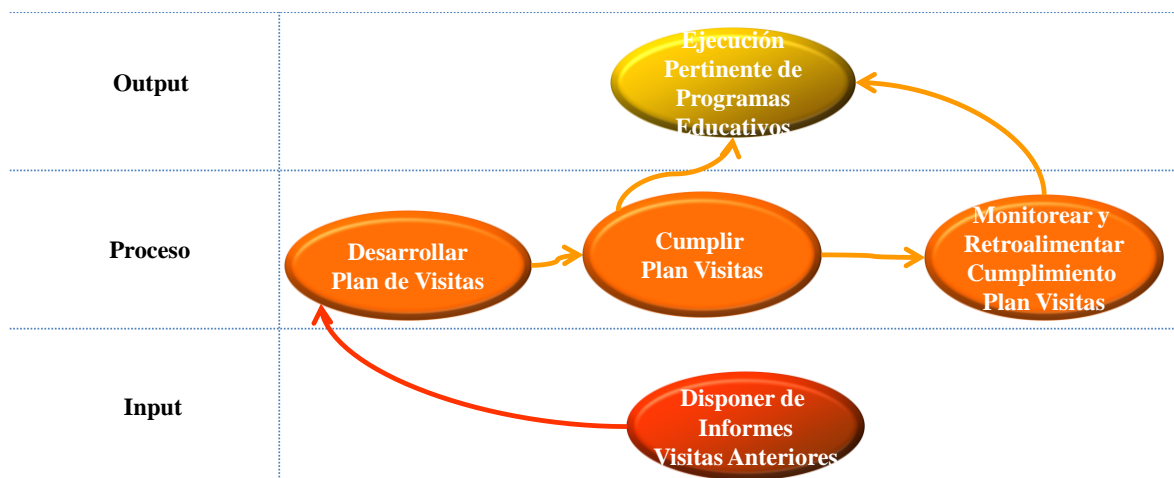 Output
Ejecución
Pertinente de
Programas
Educativos
Proceso
Desarrollar
Plan de Visitas
Cumplir
Plan Visitas
Monitorear y
Retroalimentar
Cumplimiento
Plan Visitas
Input
Disponer de
Informes
Visitas Anteriores